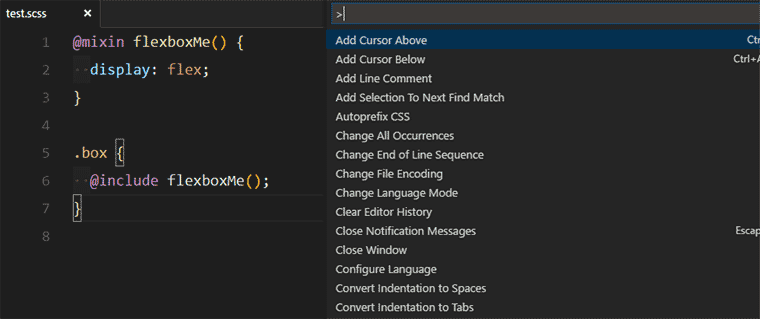 test.scss ×
1 @mixin flexboxMe() {
2 display: flex;
3 }
4
5 .box {
6 @include flexboxMe();
7 }
8
>
Add Cursor Above Ctr
Add Cursor Below Ctrl+A
Add Line Comment
Add Selection To Next Find Match
Autoprefix CSS
Change All Occurrences
Change End of Line Sequence
Change File Encoding
Change Language Mode
Clear Editor History
Close Notification Messages Escap
Close Window
Configure Language
Convert Indentation to Spaces
Convert Indentation to Tabs